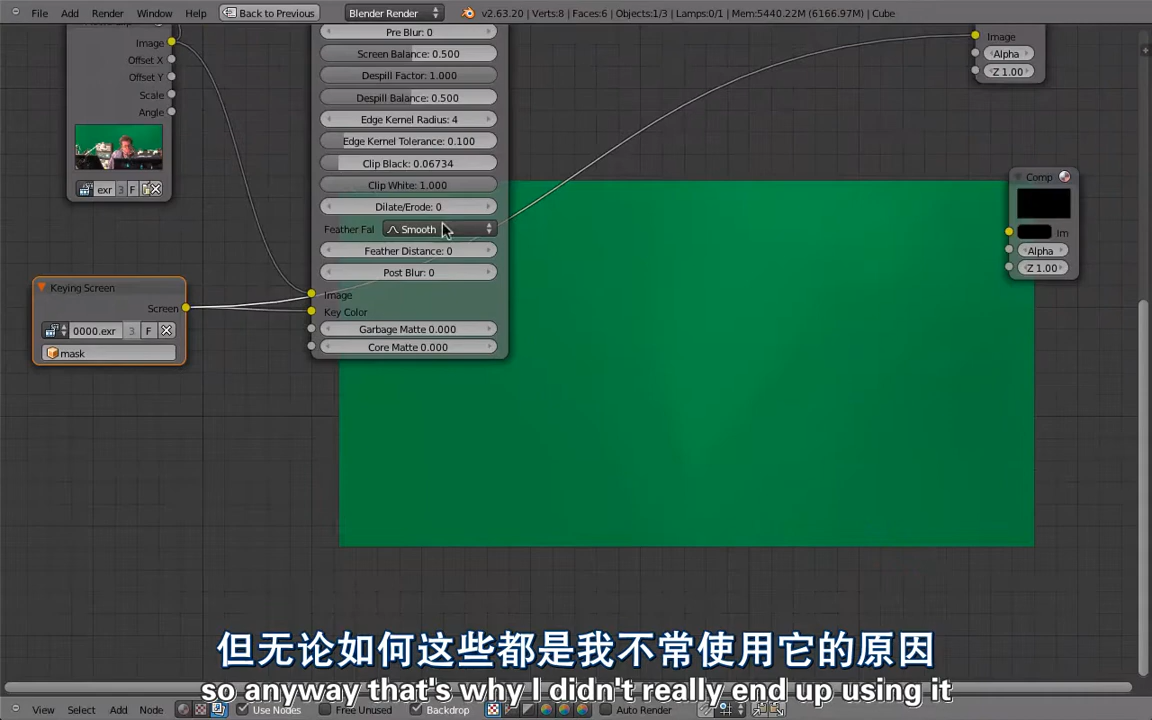 File Add Render Window Help Back to Previous Blender Render v2.63.20 | Verts:8 | Faces:6 | Objects:1/3 | Lamps:0/1 | Mem:5440.22M (6166.97M) | Cube
Pre Blur: 0
Image
Screen Balance: 0.500
Image
Alpha
Offset X
Despill Factor: 1.000
Z 1.00
Offset Y
Scale
Despill Balance: 0.500
Angle
Edge Kernel Radius: 4
Edge Kernel Tolerance: 0.100
Clip Black: 0.06734
exr 3 F
Clip White: 1.000
Comp
Dilate/Erode: 0
Feather Fal Smooth
Im
Feather Distance: 0
Alpha
Post Blur: 0
Z 1.00
Keying Screen
Image
Screen
Key Color
0000.exr 3 F
Garbage Matte 0.000
mask
Core Matte 0.000
但无论如何这些都是我不常使用它的原因
so anyway that's why I didn't really end up using it
View Select Add Node Use Nodes Free Unused Backdrop Auto Render